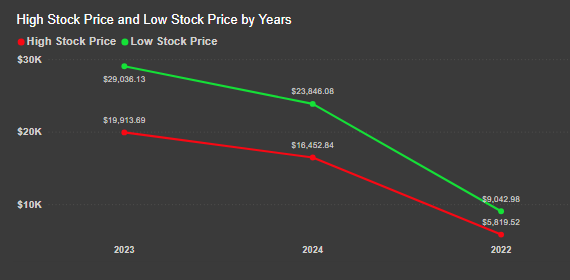 High Stock Price and Low Stock Price by Years
High Stock Price Low Stock Price
$30K
$29,036.13
$23,846.08
$20K
$19,913.69
$16,452.84
$10K
$9,042.98
$5,819.52
2023 2024 2022